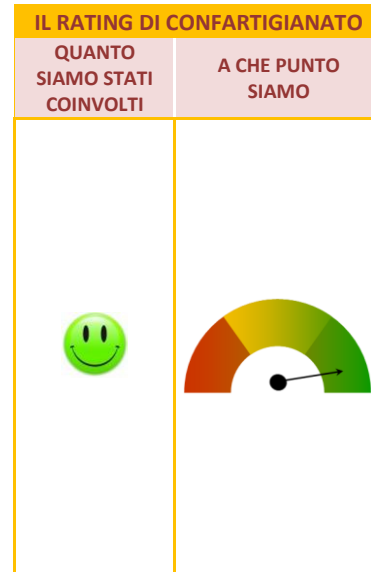 IL RATING DI CONFARTIGIANATO
QUANTO
SIAMO STATI
COINVOLTI
A CHE PUNTO
SIAMO